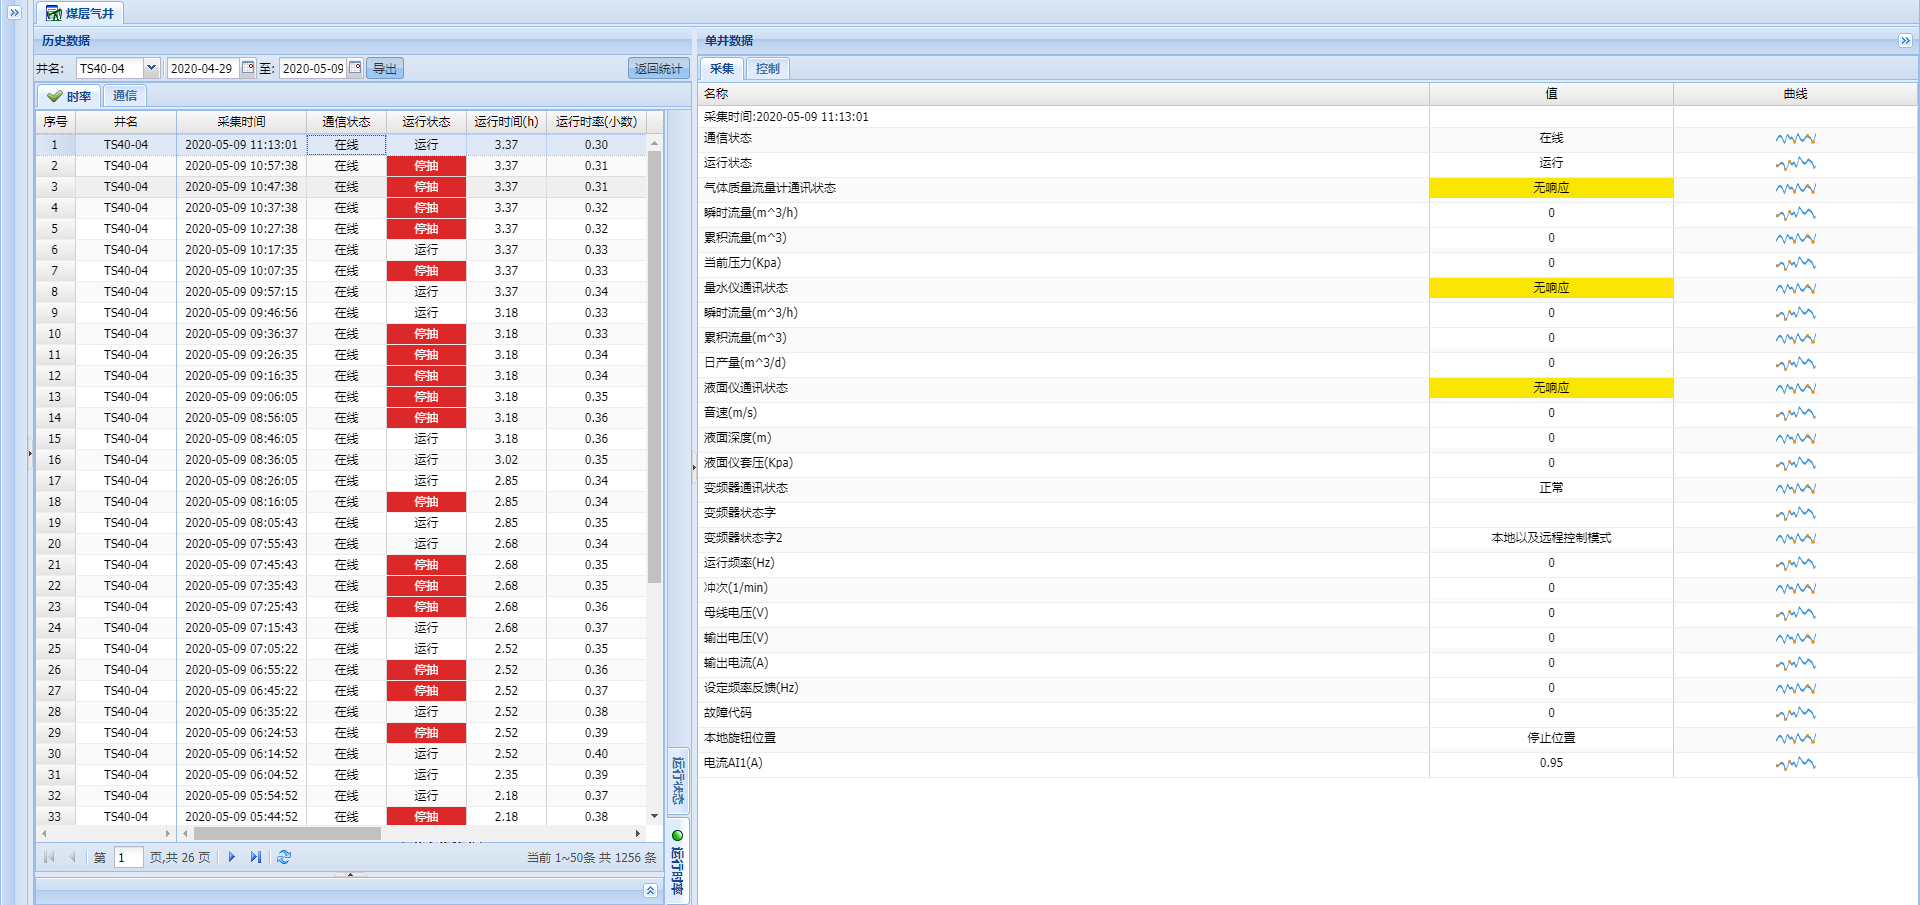 煤层气井
历史数据
井名: TS40-04 2020-04-29 至: 2020-05-09 导出 返回统计
时率 通信
序号 井名 采集时间 通信状态 运行状态 运行时间(h) 运行时率(小数)
1 TS40-04 2020-05-09 11:13:01 在线 运行 3.37 0.30
2 TS40-04 2020-05-09 10:57:38 在线 停抽 3.37 0.31
3 TS40-04 2020-05-09 10:47:38 在线 停抽 3.37 0.31
4 TS40-04 2020-05-09 10:37:38 在线 停抽 3.37 0.32
5 TS40-04 2020-05-09 10:27:38 在线 停抽 3.37 0.32
6 TS40-04 2020-05-09 10:17:35 在线 运行 3.37 0.33
7 TS40-04 2020-05-09 10:07:35 在线 停抽 3.37 0.33
8 TS40-04 2020-05-09 09:57:15 在线 运行 3.37 0.34
9 TS40-04 2020-05-09 09:46:56 在线 运行 3.18 0.33
10 TS40-04 2020-05-09 09:36:37 在线 停抽 3.18 0.33
11 TS40-04 2020-05-09 09:26:35 在线 停抽 3.18 0.34
12 TS40-04 2020-05-09 09:16:35 在线 停抽 3.18 0.34
13 TS40-04 2020-05-09 09:06:05 在线 停抽 3.18 0.35
14 TS40-04 2020-05-09 08:56:05 在线 停抽 3.18 0.36
15 TS40-04 2020-05-09 08:46:05 在线 运行 3.18 0.36
16 TS40-04 2020-05-09 08:36:05 在线 运行 3.02 0.35
17 TS40-04 2020-05-09 08:26:05 在线 运行 2.85 0.34
18 TS40-04 2020-05-09 08:16:05 在线 停抽 2.85 0.34
19 TS40-04 2020-05-09 08:05:43 在线 运行 2.85 0.35
20 TS40-04 2020-05-09 07:55:43 在线 运行 2.68 0.34
21 TS40-04 2020-05-09 07:45:43 在线 停抽 2.68 0.35
22 TS40-04 2020-05-09 07:35:43 在线 停抽 2.68 0.35
23 TS40-04 2020-05-09 07:25:43 在线 停抽 2.68 0.36
24 TS40-04 2020-05-09 07:15:43 在线 运行 2.68 0.37
25 TS40-04 2020-05-09 07:05:22 在线 运行 2.52 0.35
26 TS40-04 2020-05-09 06:55:22 在线 停抽 2.52 0.36
27 TS40-04 2020-05-09 06:45:22 在线 停抽 2.52 0.37
28 TS40-04 2020-05-09 06:35:22 在线 运行 2.52 0.38
29 TS40-04 2020-05-09 06:24:53 在线 停抽 2.52 0.39
30 TS40-04 2020-05-09 06:14:52 在线 运行 2.52 0.40
31 TS40-04 2020-05-09 06:04:52 在线 运行 2.35 0.39
32 TS40-04 2020-05-09 05:54:52 在线 运行 2.18 0.37
33 TS40-04 2020-05-09 05:44:52 在线 停抽 2.18 0.38
第 1 页,共 26 页 当前 1~50条 共 1256 条
运行状态
运行时率
单井数据
采集 控制
名称 值 曲线
采集时间:2020-05-09 11:13:01
通信状态 在线
运行状态 运行
气体质量流量计通讯状态 无响应
瞬时流量(m^3/h) 0
累积流量(m^3) 0
当前压力(Kpa) 0
量水仪通讯状态 无响应
瞬时流量(m^3/h) 0
累积流量(m^3) 0
日产量(m^3/d) 0
液面仪通讯状态 无响应
音速(m/s) 0
液面深度(m) 0
液面仪套压(Kpa) 0
变频器通讯状态 正常
变频器状态字
变频器状态字2 本地以及远程控制模式
运行频率(Hz) 0
冲次(1/min) 0
母线电压(V) 0
输出电压(V) 0
输出电流(A) 0
设定频率反馈(Hz) 0
故障代码 0
本地旋钮位置 停止位置
电流AI1(A) 0.95